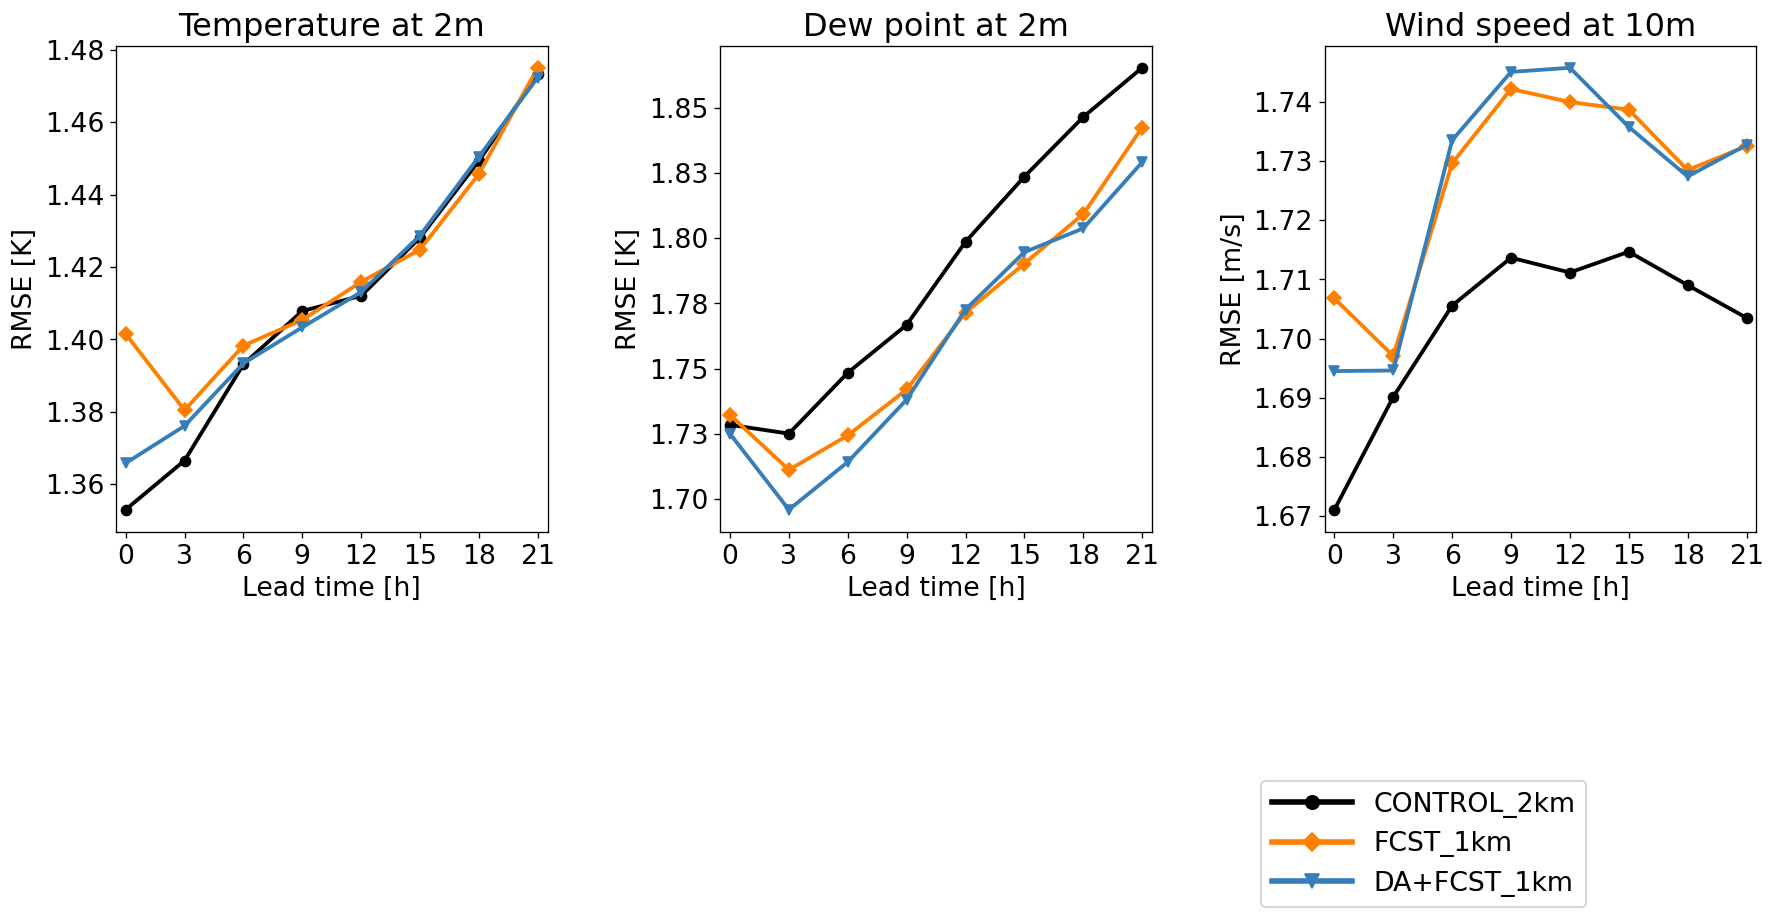 Temperature at 2m
1.48
1.46
1.44
1.42
1.40
1.38
1.36
RMSE [K]
0 3 6 9 12 15 18 21
Lead time [h]
Dew point at 2m
1.85
1.83
1.80
1.78
1.75
1.73
1.70
RMSE [K]
0 3 6 9 12 15 18 21
Lead time [h]
Wind speed at 10m
1.74
1.73
1.72
1.71
1.70
1.69
1.68
1.67
RMSE [m/s]
0 3 6 9 12 15 18 21
Lead time [h]
CONTROL_2km
FCST_1km
DA+FCST_1km